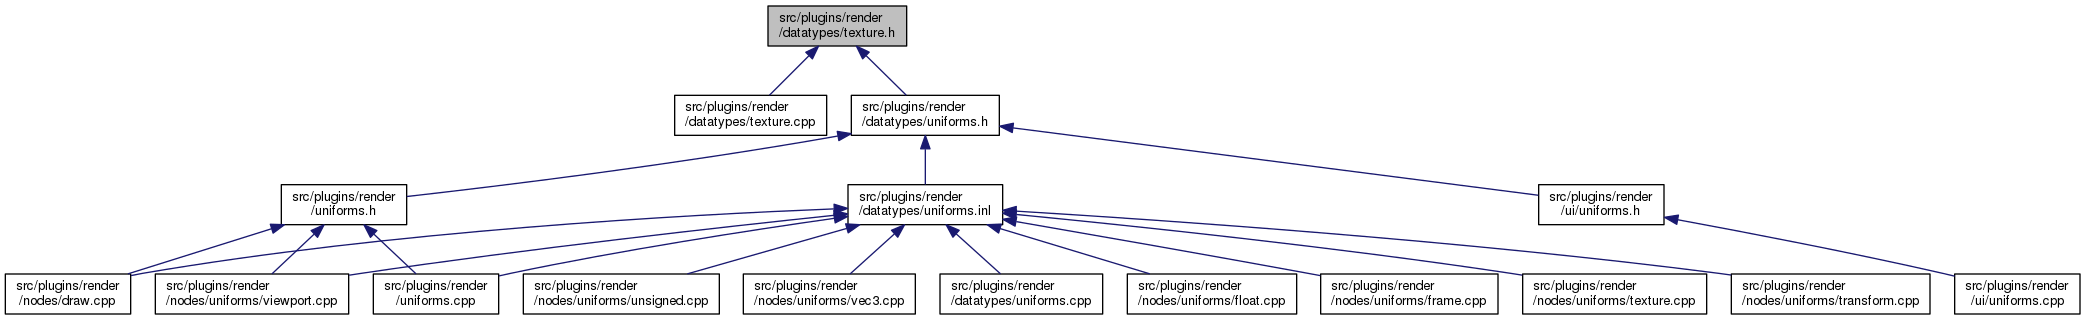 src/plugins/render
/datatypes/texture.h
src/plugins/render
/datatypes/texture.cpp
src/plugins/render
/datatypes/uniforms.h
src/plugins/render
/uniforms.h
src/plugins/render
/datatypes/uniforms.inl
src/plugins/render
/ui/uniforms.h
src/plugins/render
/nodes/draw.cpp
src/plugins/render
/nodes/uniforms/viewport.cpp
src/plugins/render
/uniforms.cpp
src/plugins/render
/nodes/uniforms/unsigned.cpp
src/plugins/render
/nodes/uniforms/vec3.cpp
src/plugins/render
/datatypes/uniforms.cpp
src/plugins/render
/nodes/uniforms/float.cpp
src/plugins/render
/nodes/uniforms/frame.cpp
src/plugins/render
/nodes/uniforms/texture.cpp
src/plugins/render
/nodes/uniforms/transform.cpp
src/plugins/render
/ui/uniforms.cpp